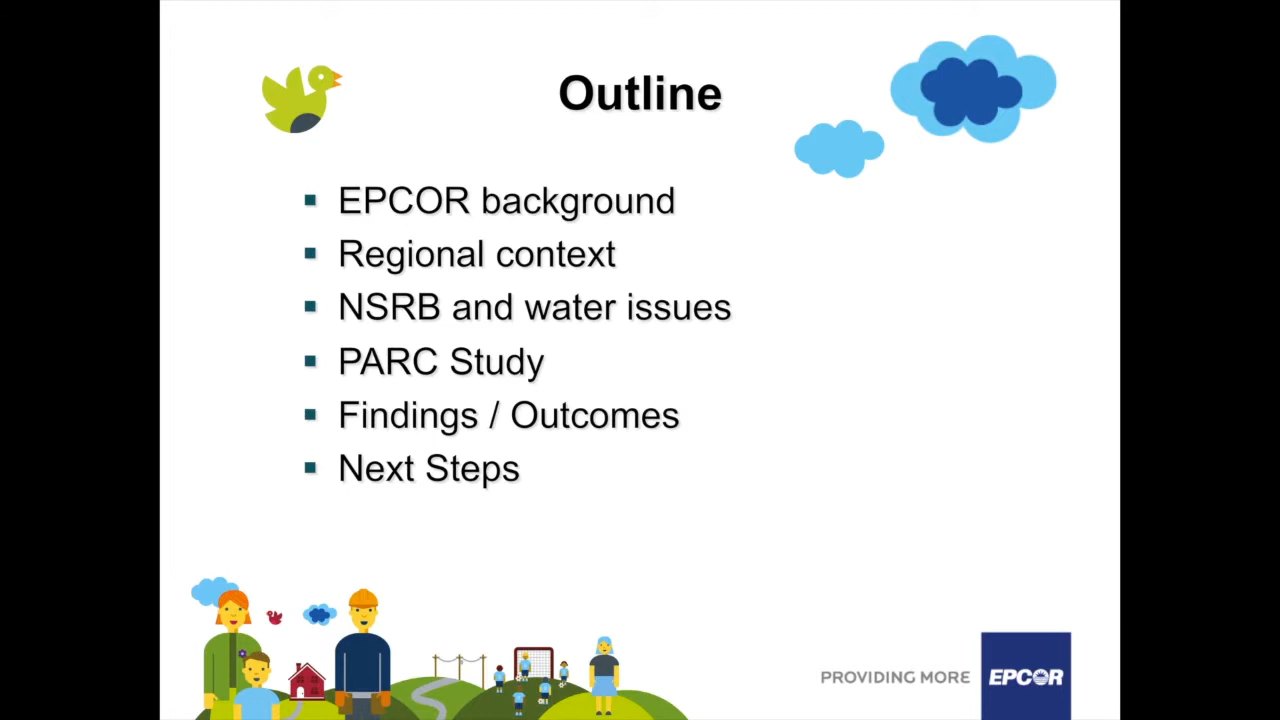 Outline
EPCOR background
Regional context
NSRB and water issues
PARC Study
Findings / Outcomes
Next Steps
PROVIDING MORE
EPCOR